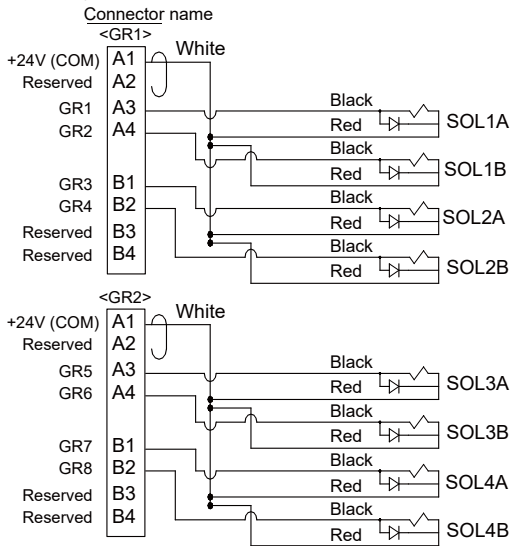 Connector name
<GR1>
White
+24V (COM) A1
Reserved A2
GR1 A3 Black
Red SOL1A
GR2 A4 Black
Red SOL1B
GR3 B1 Black
Red SOL2A
GR4 B2 Black
Reserved B3
Red SOL2B
Reserved B4
<GR2>
White
+24V (COM) A1
Reserved A2
GR5 A3 Black
Red SOL3A
GR6 A4 Black
Red SOL3B
GR7 B1 Black
Red SOL4A
GR8 B2
Reserved B3
Black
Reserved B4
Red SOL4B